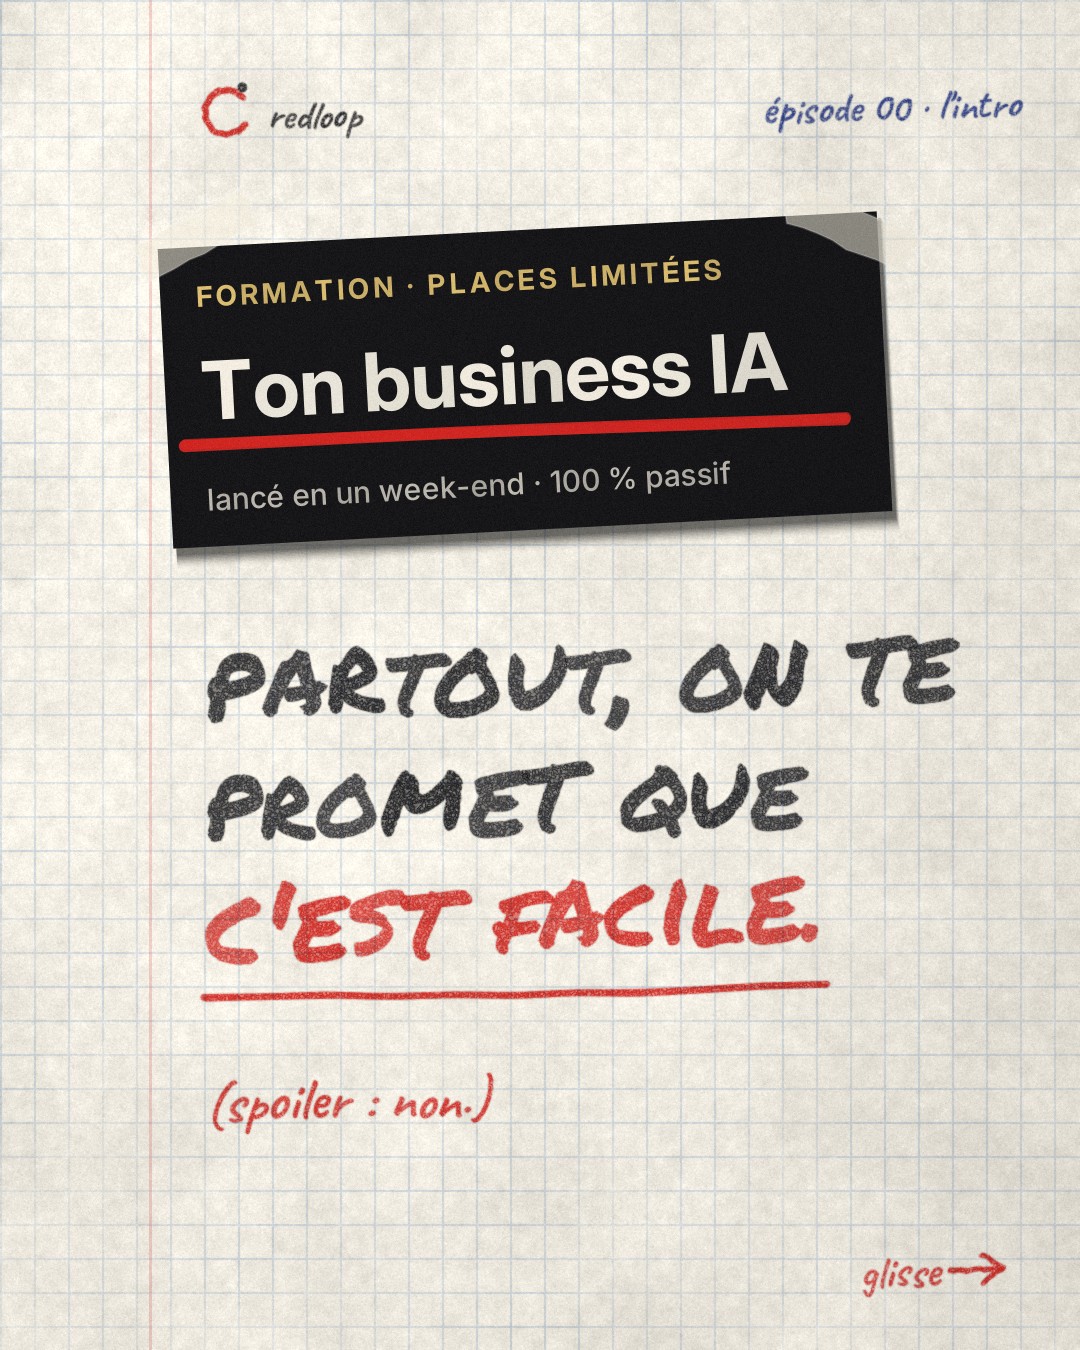 redloop
épisode 00 · l'intro
FORMATION · PLACES LIMITÉES
Ton business IA
lancé en un week-end · 100 % passif
PARTOUT, ON TE
PROMET QUE
C'EST FACILE.
(spoiler : non.)
glisse →